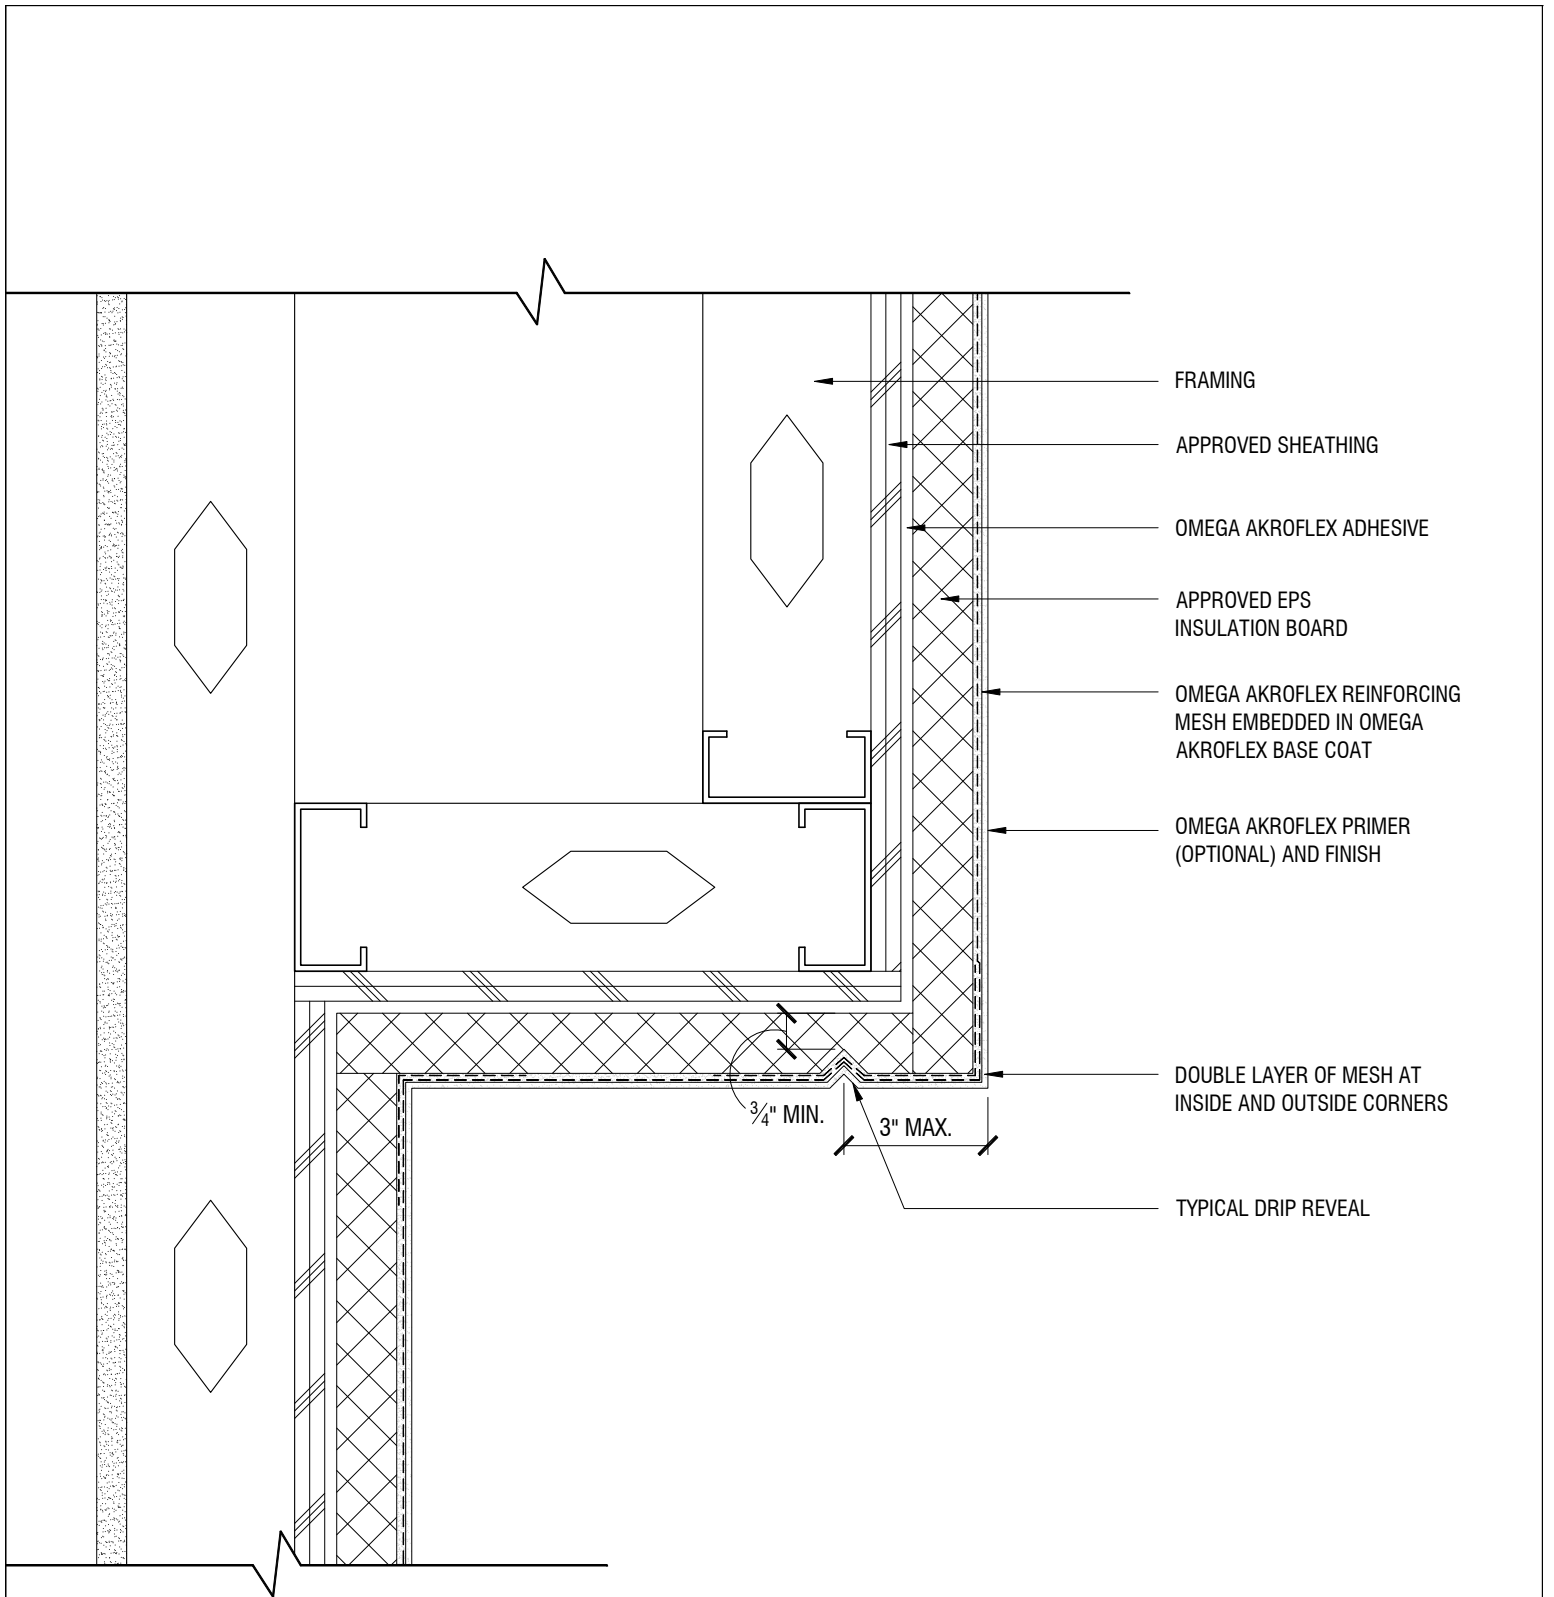 FRAMING
APPROVED SHEATHING
OMEGA AKROFLEX ADHESIVE
APPROVED EPS
INSULATION BOARD
OMEGA AKROFLEX REINFORCING
MESH EMBEDDED IN OMEGA
AKROFLEX BASE COAT
OMEGA AKROFLEX PRIMER
(OPTIONAL) AND FINISH
DOUBLE LAYER OF MESH AT
INSIDE AND OUTSIDE CORNERS
3/4" MIN.
3" MAX.
TYPICAL DRIP REVEAL